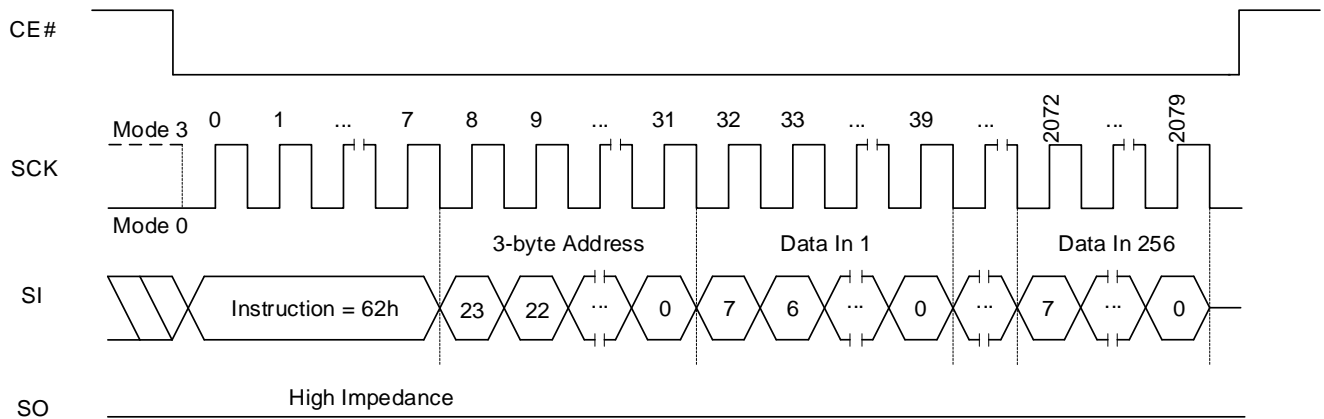 CE#
SCK
Mode 3
Mode 0
0 1 ... 7 8 9 ... 31 32 33 ... 39 ... 2072 ... 2079
3-byte Address Data In 1 Data In 256
SI
Instruction = 62h 23 22 ... 0 7 6 ... 0 ... 7 ... 0
SO
High Impedance